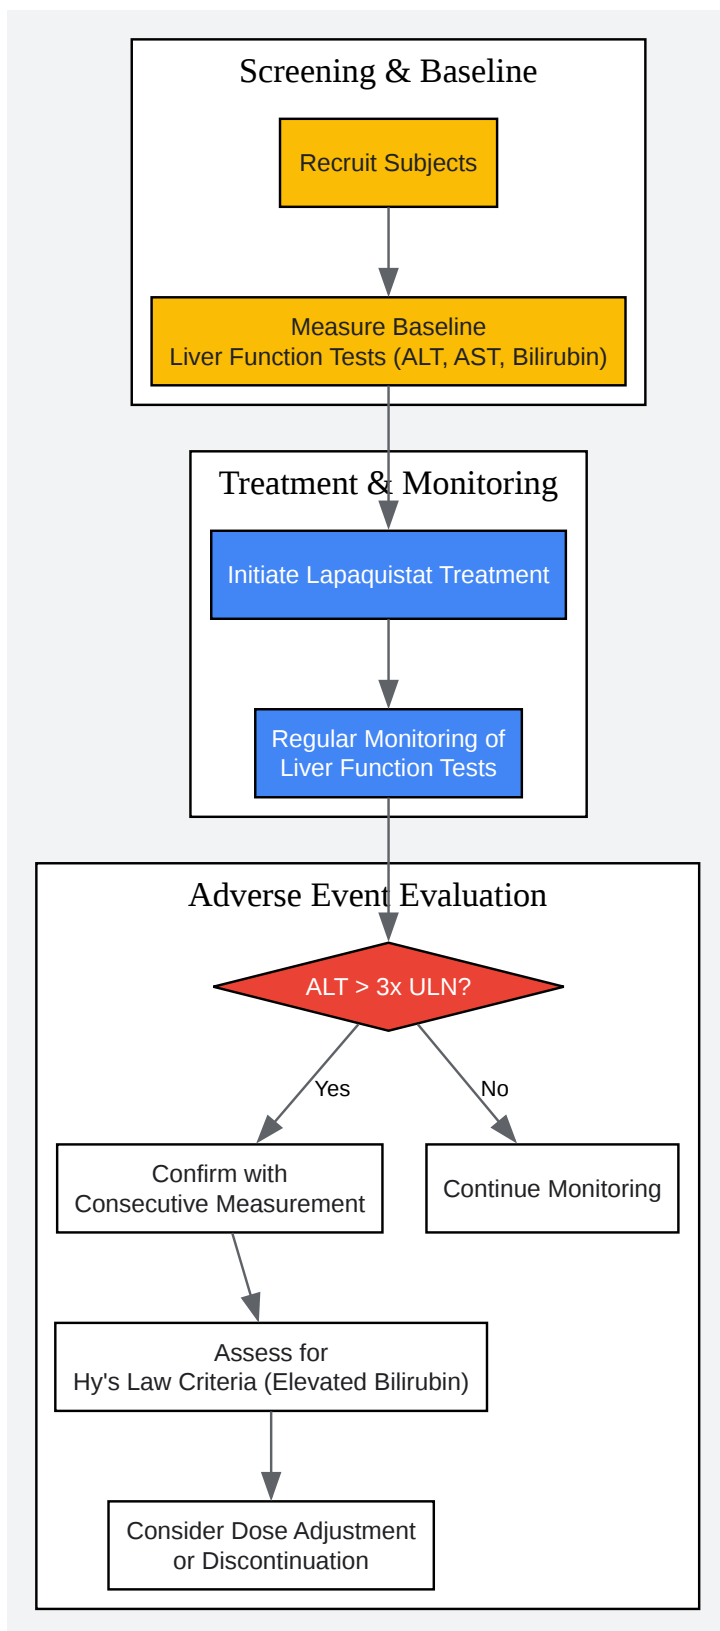 Screening & Baseline
Recruit Subjects
Measure Baseline
Liver Function Tests (ALT, AST, Bilirubin)
Treatment & Monitoring
Initiate Lapaquistat Treatment
Regular Monitoring of
Liver Function Tests
Adverse Event Evaluation
ALT > 3x ULN?
Yes
No
Confirm with
Consecutive Measurement
Continue Monitoring
Assess for
Hy's Law Criteria (Elevated Bilirubin)
Consider Dose Adjustment
or Discontinuation